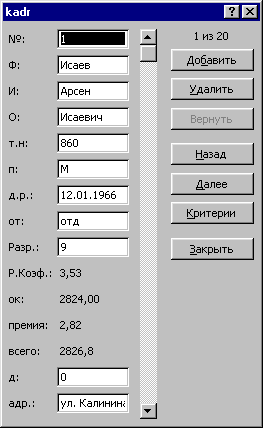 kadr
№: 1
Ф: Исаев
И: Арсен
О: Исаевич
т.н: 860
п: М
д.р.: 12.01.1966
от: отд
Разр.: 9
Р.Коэф.: 3,53
ок: 2824,00
премия: 2,82
всего: 2826,8
д: 0
адр.: ул. Калинина
1 из 20
Добавить
Удалить
Вернуть
Назад
Далее
Критерии
Закрыть